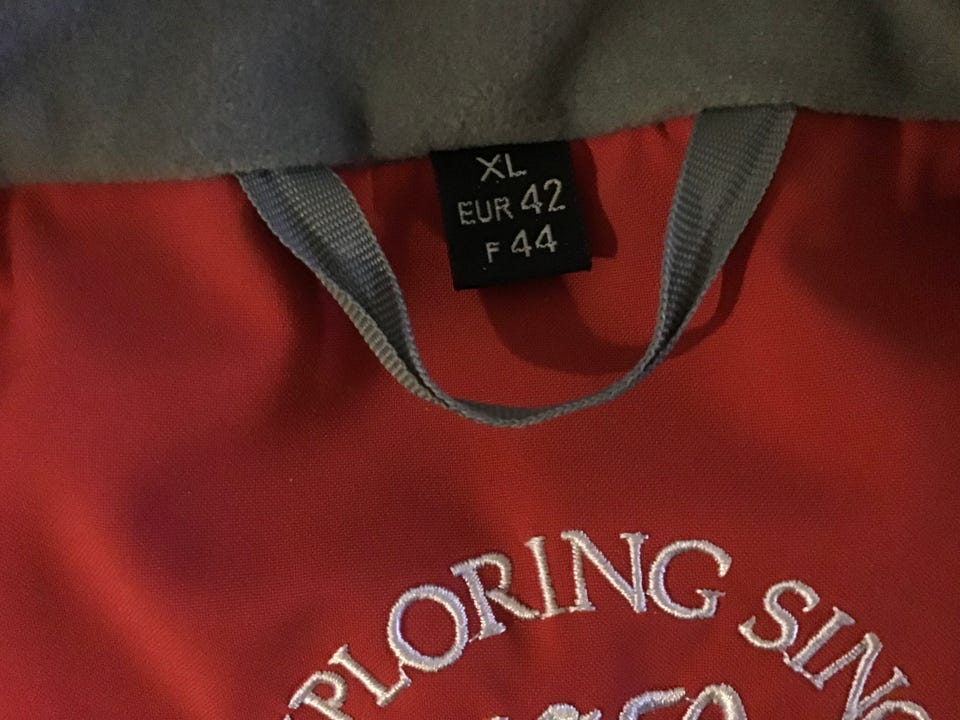 XL
EUR 42
F 44
PLORING SINC